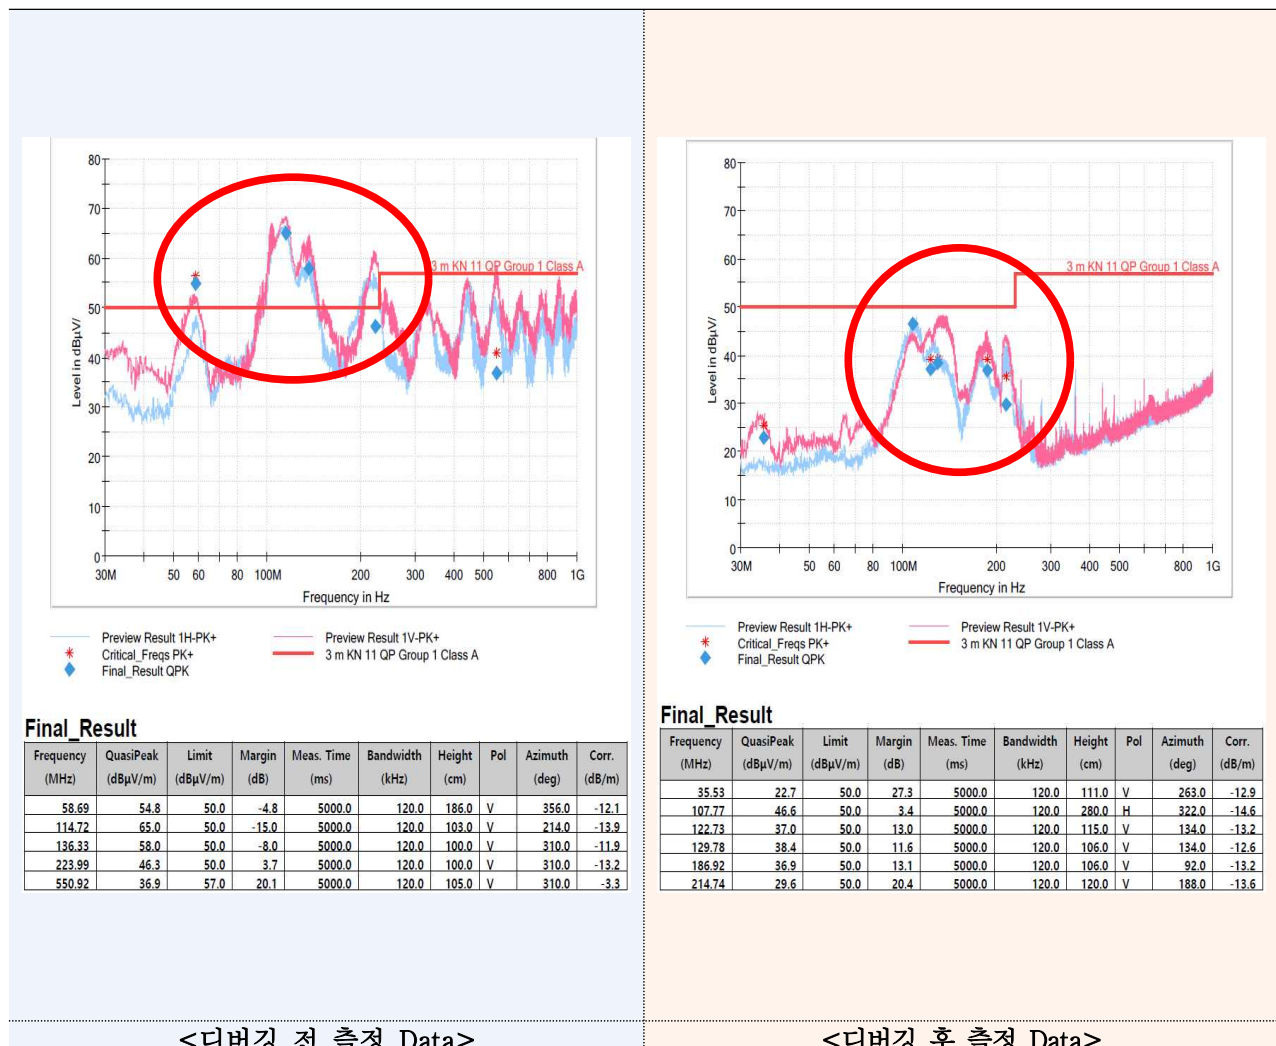 80
70
60
50
40
30
20
10
0
Level in dBµV/
3 m KN 11 QP Group 1 Class A
30M 50 60 80 100M 200 300 400 500 800 1G
Frequency in Hz
Preview Result 1H-PK+ Preview Result 1V-PK+
Critical_Freqs PK+ 3 m KN 11 QP Group 1 Class A
Final_Result QPK
Final_Result
Frequency QuasiPeak Limit Margin Meas. Time Bandwidth Height Pol Azimuth Corr.
(MHz) (dBµV/m) (dBµV/m) (dB) (ms) (kHz) (cm) (deg) (dB/m)
58.69 54.8 50.0 -4.8 5000.0 120.0 186.0 V 356.0 -12.1
114.72 65.0 50.0 -15.0 5000.0 120.0 103.0 V 214.0 -13.9
136.33 58.0 50.0 -8.0 5000.0 120.0 100.0 V 310.0 -11.9
223.99 46.3 50.0 3.7 5000.0 120.0 100.0 V 310.0 -13.2
550.92 36.9 57.0 20.1 5000.0 120.0 105.0 V 310.0 -3.3
<디버깅 전 측정 Data>
80
70
60
50
40
30
20
10
0
Level in dBµV/
3 m KN 11 QP Group 1 Class A
30M 50 60 80 100M 200 300 400 500 800 1G
Frequency in Hz
Preview Result 1H-PK+ Preview Result 1V-PK+
Critical_Freqs PK+ 3 m KN 11 QP Group 1 Class A
Final_Result QPK
Final_Result
Frequency QuasiPeak Limit Margin Meas. Time Bandwidth Height Pol Azimuth Corr.
(MHz) (dBµV/m) (dBµV/m) (dB) (ms) (kHz) (cm) (deg) (dB/m)
35.53 22.7 50.0 27.3 5000.0 120.0 111.0 V 263.0 -12.9
107.77 46.6 50.0 3.4 5000.0 120.0 280.0 H 322.0 -14.6
122.73 37.0 50.0 13.0 5000.0 120.0 115.0 V 134.0 -13.2
129.78 38.4 50.0 11.6 5000.0 120.0 106.0 V 134.0 -12.6
186.92 36.9 50.0 13.1 5000.0 120.0 106.0 V 92.0 -13.2
214.74 29.6 50.0 20.4 5000.0 120.0 120.0 V 188.0 -13.6
<디버깅 후 측정 Data>